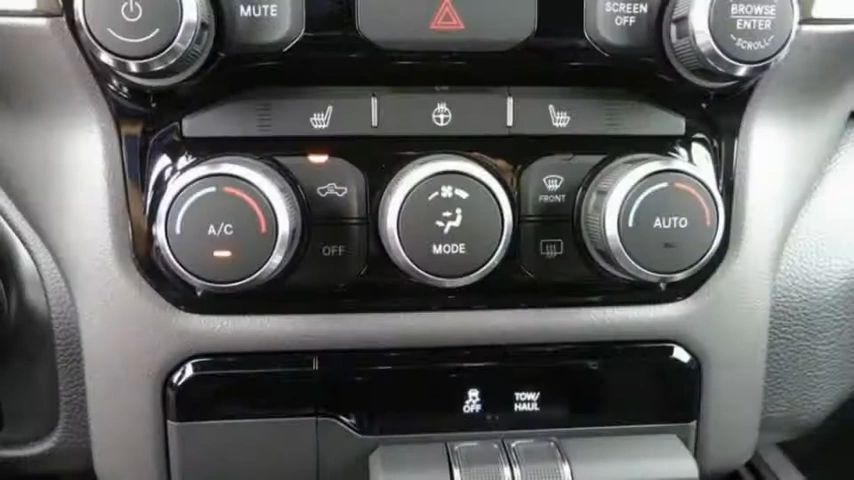 MUTE
SCREEN
OFF
BROWSE
ENTER
SCROLL
A/C
OFF
MODE
FRONT
AUTO
OFF
TOW/
HAUL